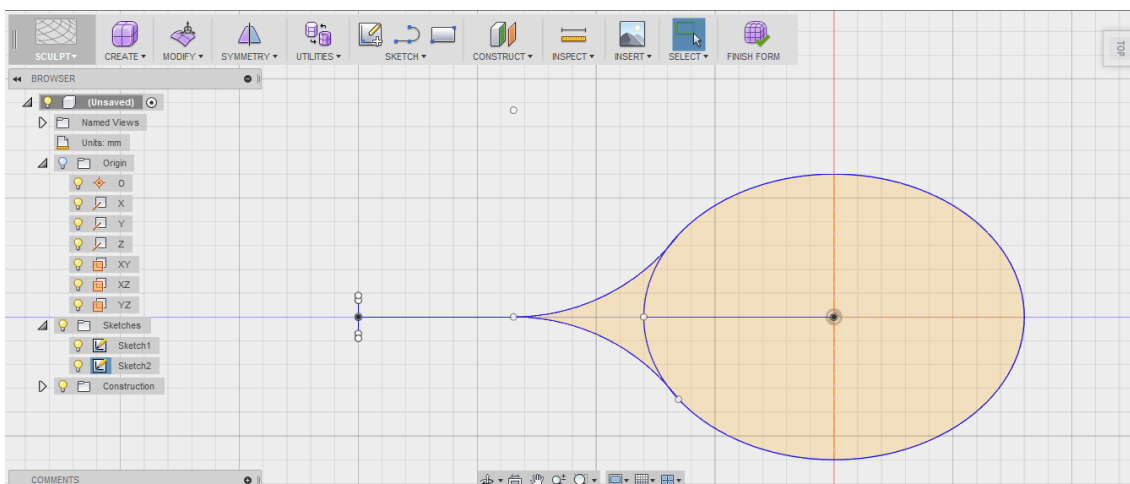 SCULPT▾ CREATE▾ MODIFY▾ SYMMETRY▾ UTILITIES▾ SKETCH▾ CONSTRUCT▾ INSPECT▾ INSERT▾ SELECT▾ FINISH FORM
TOP
BROWSER
(Unsaved)
Named Views
Units: mm
Origin
O
X
Y
Z
XY
XZ
YZ
Sketches
Sketch1
Sketch2
Construction
COMMENTS